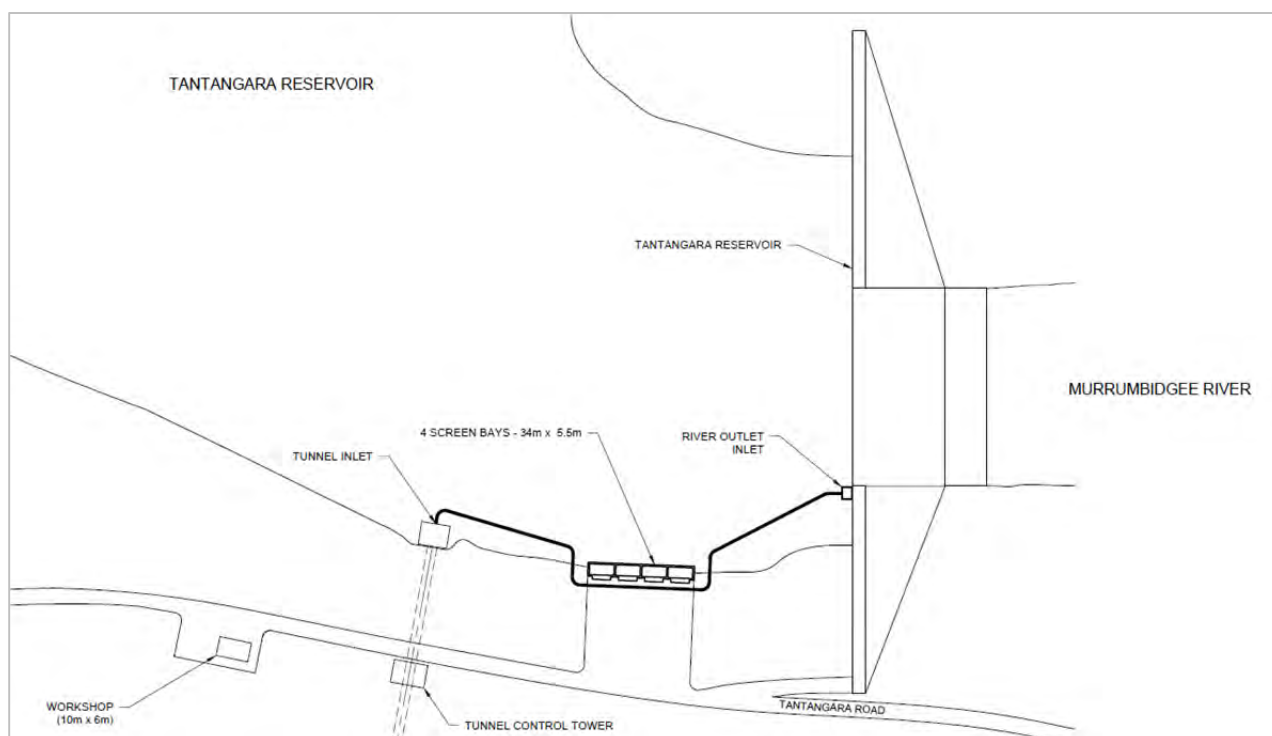 TANTANGARA RESERVOIR
TANTANGARA RESERVOIR
MURRUMBIDGEE RIVER
4 SCREEN BAYS - 34m x 5.5m
RIVER OUTLET
INLET
TUNNEL INLET
WORKSHOP
(10m x 6m)
TUNNEL CONTROL TOWER
TANTANGARA ROAD